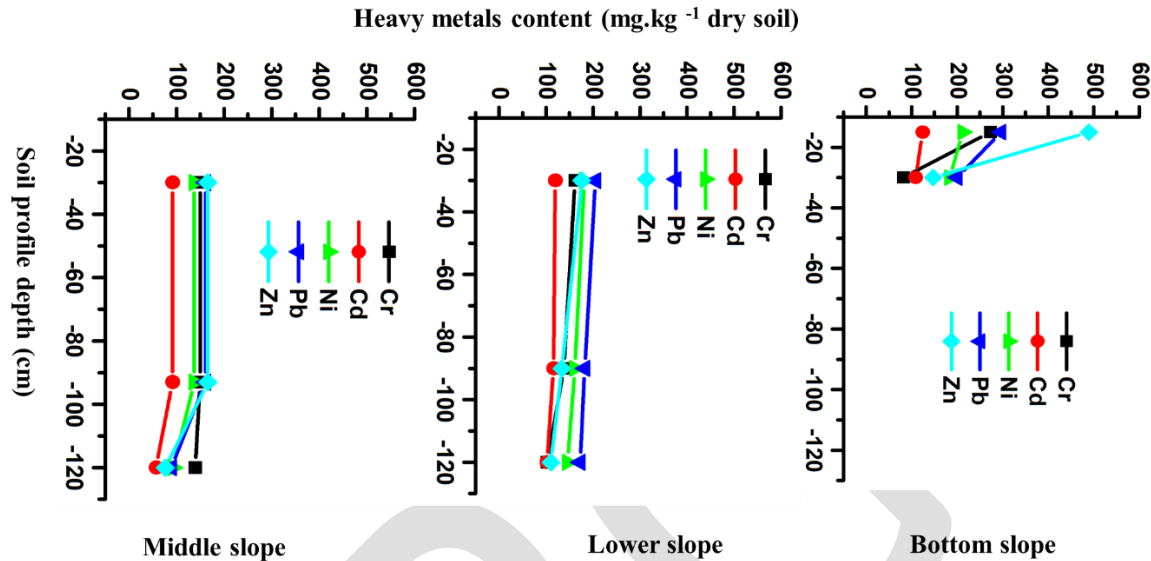 Heavy metals content (mg.kg -1 dry soil)
Soil profile depth (cm)
0 100 200 300 400 500 600
-20
-40
-60
-80
-100
-120
Cr
Cd
Ni
Pb
Zn
Middle slope
0 100 200 300 400 500 600
-20
-40
-60
-80
-100
-120
Cr
Cd
Ni
Pb
Zn
Lower slope
0 100 200 300 400 500 600
-20
-40
-60
-80
-100
-120
Cr
Cd
Ni
Pb
Zn
Bottom slope